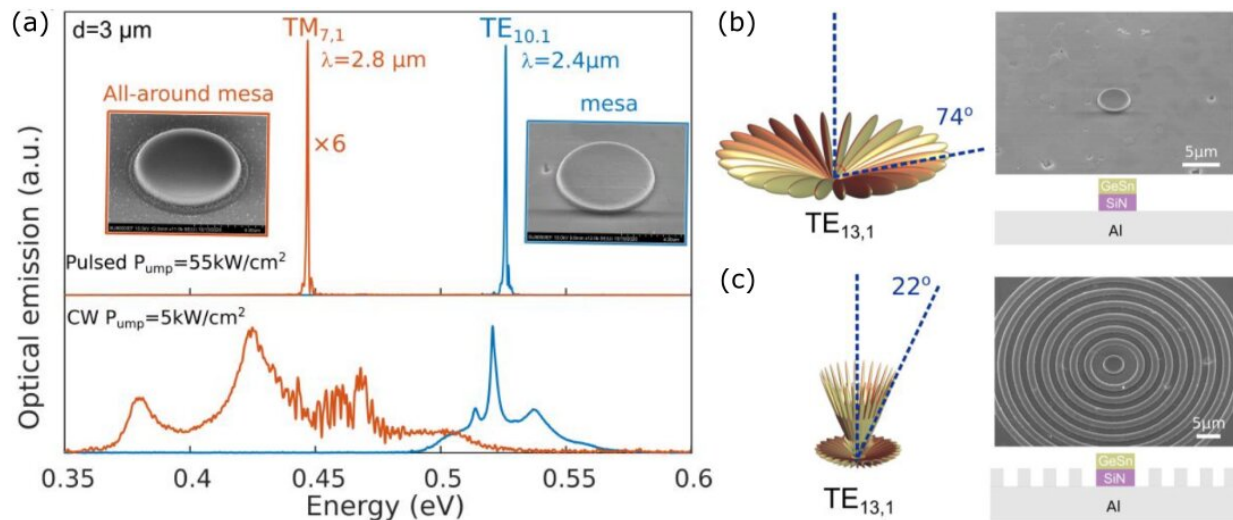 (a)
d=3 μm
TM7,1
λ=2.8 μm
TE10.1
λ=2.4μm
All-around mesa
×6
mesa
Pulsed Pump=55kW/cm²
CW Pump=5kW/cm²
Optical emission (a.u.)
0.35 0.4 0.45 0.5 0.55 0.6
Energy (eV)
(b)
74°
TE13,1
5μm
GeSn
SiN
Al
(c)
22°
TE13,1
5μm
GeSn
SiN
Al